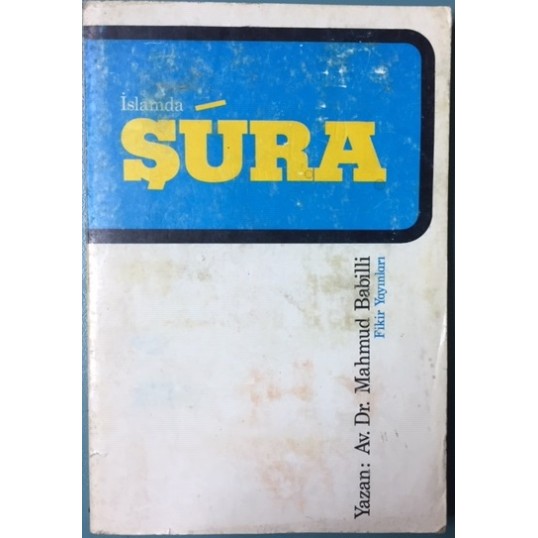 İslamda
ŞÛRA
Yazan: Av. Dr. Mahmud Babilli
Fikir Yayınları